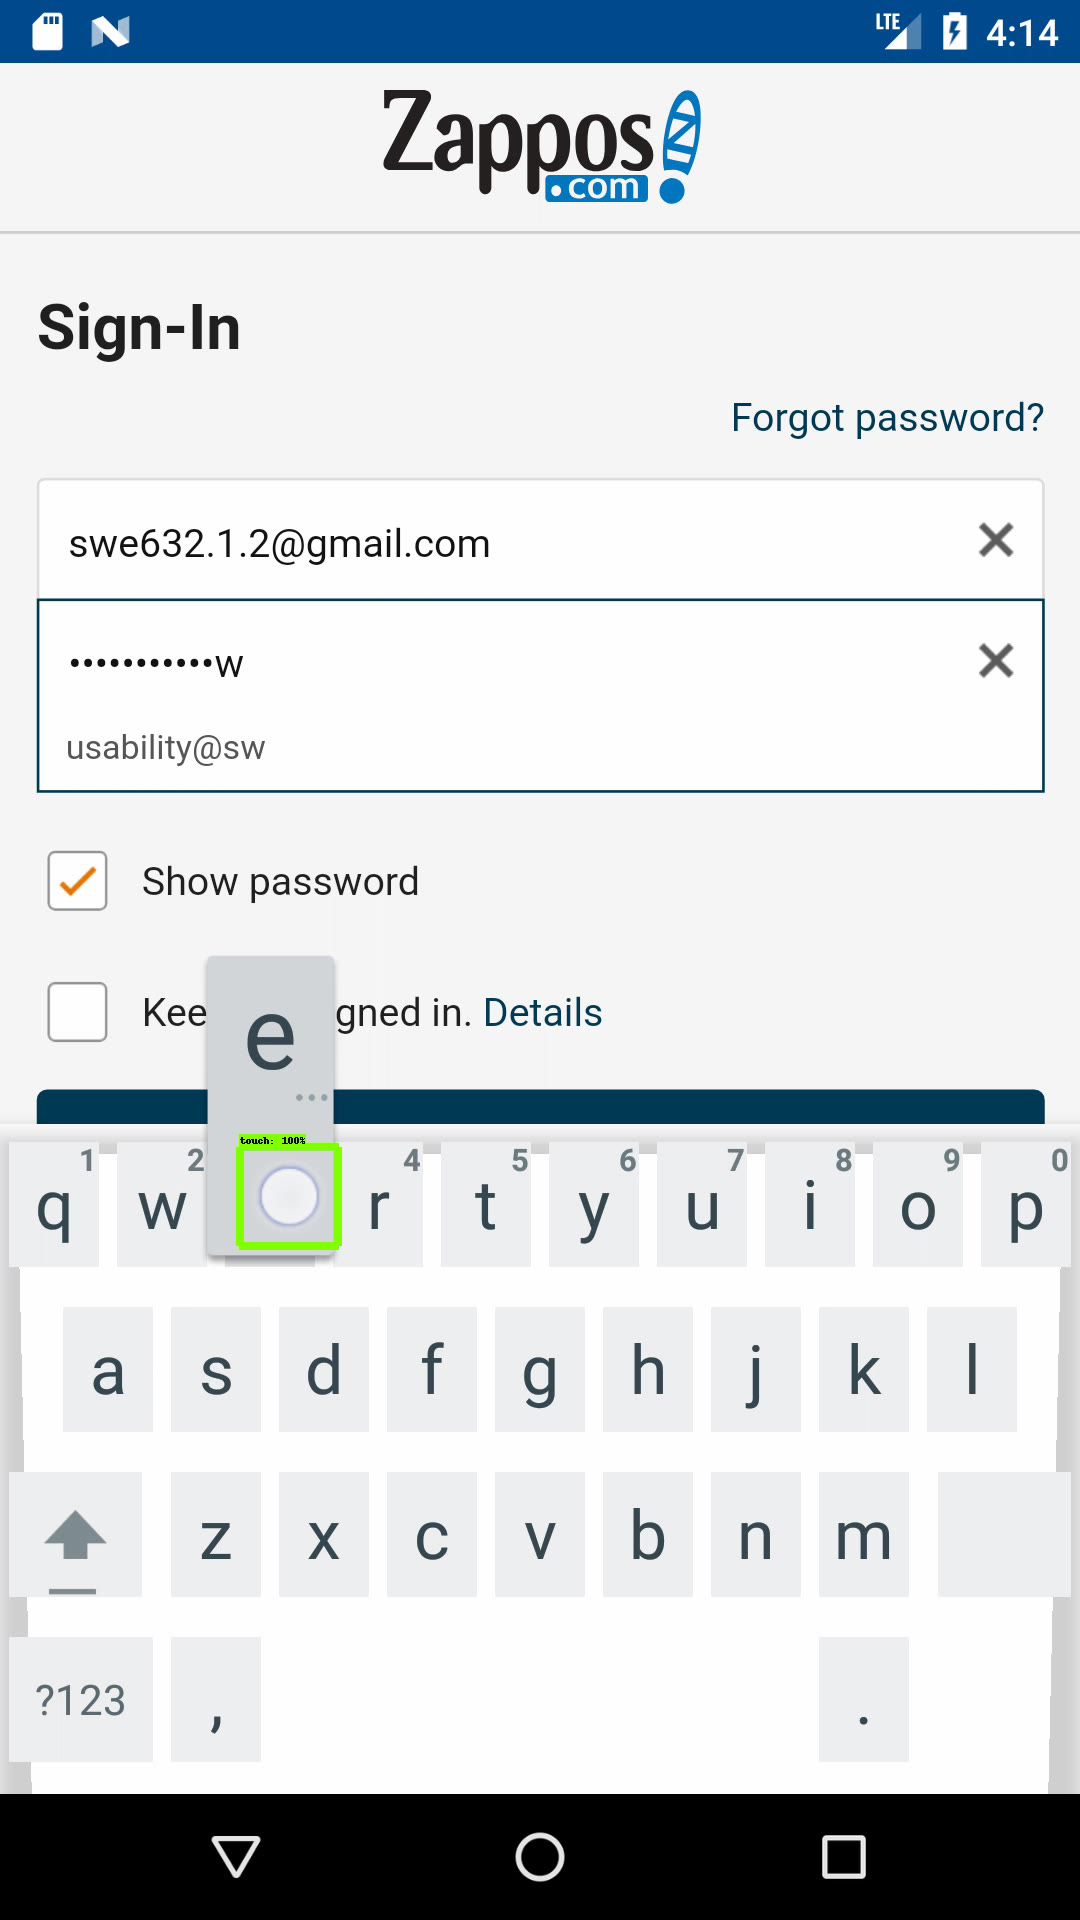 LTE 4:14
Zappos
.com
Sign-In
Forgot password?
swe632.1.2@gmail.com
•••••••••••w
usability@sw
Show password
Kee gned in. Details
e
...
touch: 100%
1 2 4 5 6 7 8 9 0
q w r t y u i o p
a s d f g h j k l
z x c v b n m
?123 , .